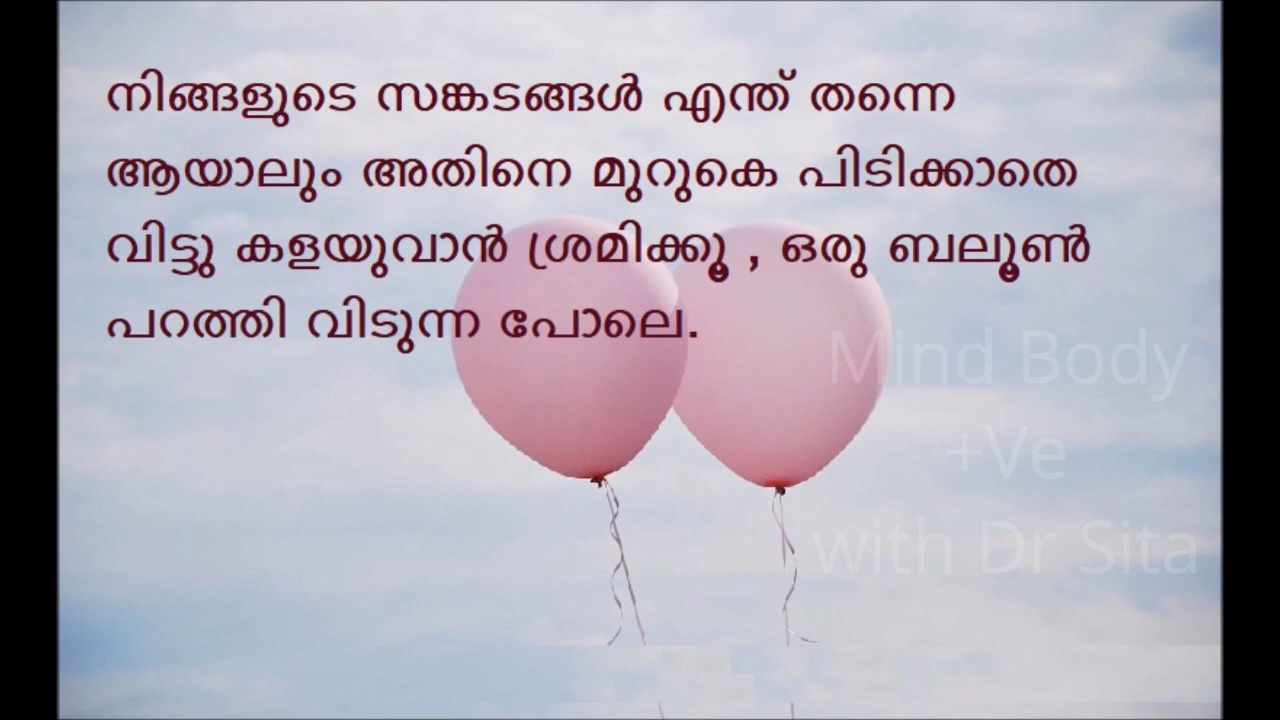 നിങ്ങളുടെ സങ്കടങ്ങൾ എന്ത് തന്നെ
ആയാലും അതിനെ മുറുകെ പിടിക്കാതെ
വിട്ടു കളയുവാൻ ശ്രമിക്കൂ , ഒരു ബലൂൺ
പറത്തി വിടുന്ന പോലെ.
Mind Body
+Ve
with Dr Sita